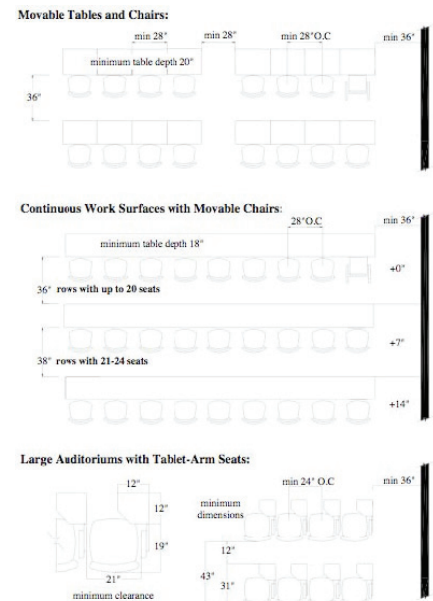 Movable Tables and Chairs:
min 28" min 28" min 28"O.C min 36"
minimum table depth 20"
36"
Continuous Work Surfaces with Movable Chairs:
28"O.C min 36"
minimum table depth 18"
+0"
36" rows with up to 20 seats
+7"
38" rows with 21-24 seats
+14"
Large Auditoriums with Tablet-Arm Seats:
12" min 24" O.C min 36"
12" minimum
dimensions
19" 12"
43"
31"
21"
minimum clearance